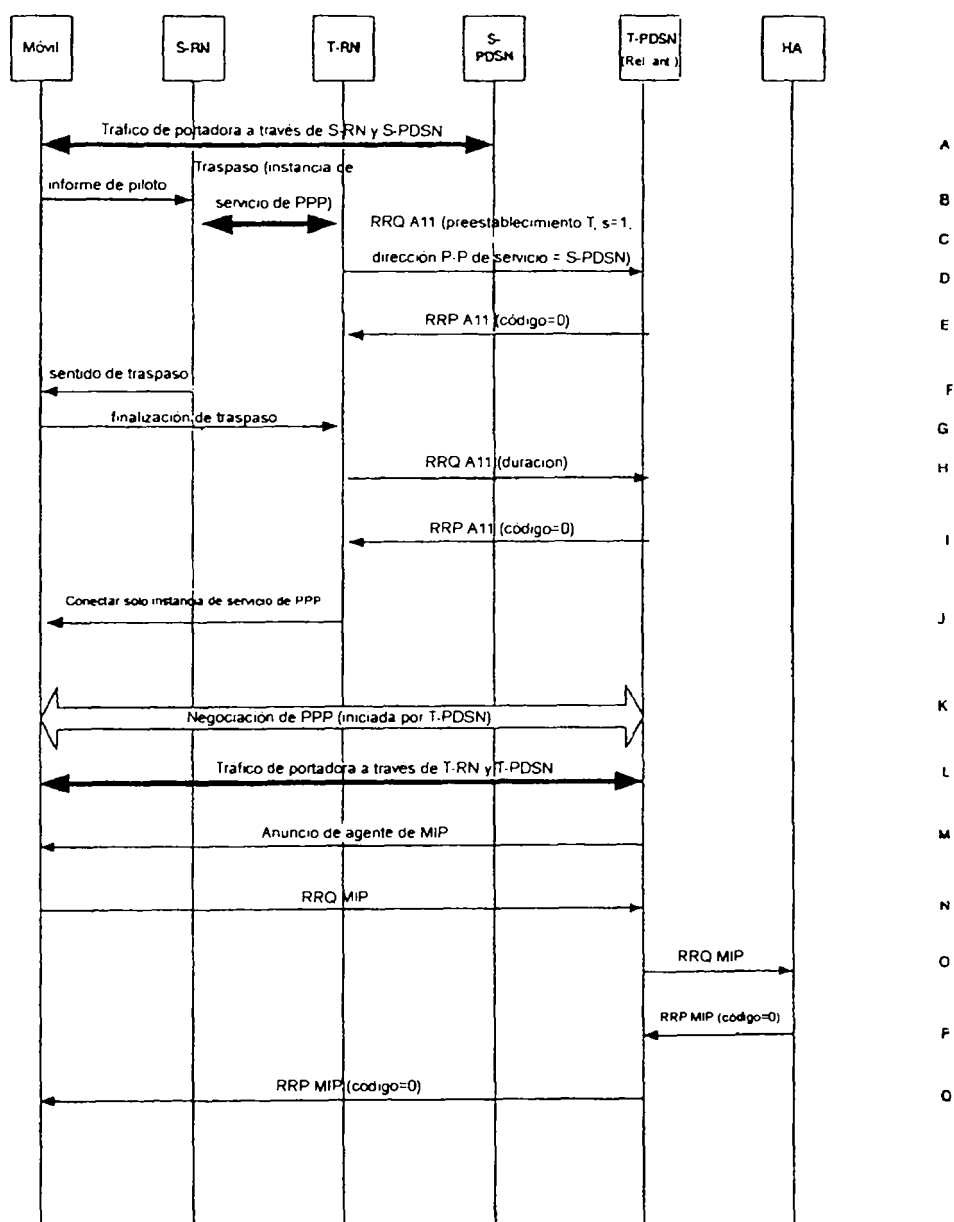 Móvil
S-RN
T-RN
S-
PDSN
T-PDSN
(Rel ant)
HA
Tráfico de portadora a través de S-RN y S-PDSN
A
Traspaso (instancia de
informe de piloto
B
servicio de PPP)
RRQ A11 (preestablecimiento T, s=1,
C
dirección P-P de servicio = S-PDSN)
D
RRP A11 (código=0)
E
sentido de traspaso
F
finalización de traspaso
G
RRQ A11 (duracion)
H
RRP A11 (código=0)
I
Conectar solo instancia de servicio de PPP
J
Negociación de PPP (iniciada por T-PDSN)
K
Tráfico de portadora a traves de T-RN y T-PDSN
L
Anuncio de agente de MIP
M
RRQ MIP
N
RRQ MIP
O
RRP MIP (código=0)
P
RRP MIP (codigo=0)
Q